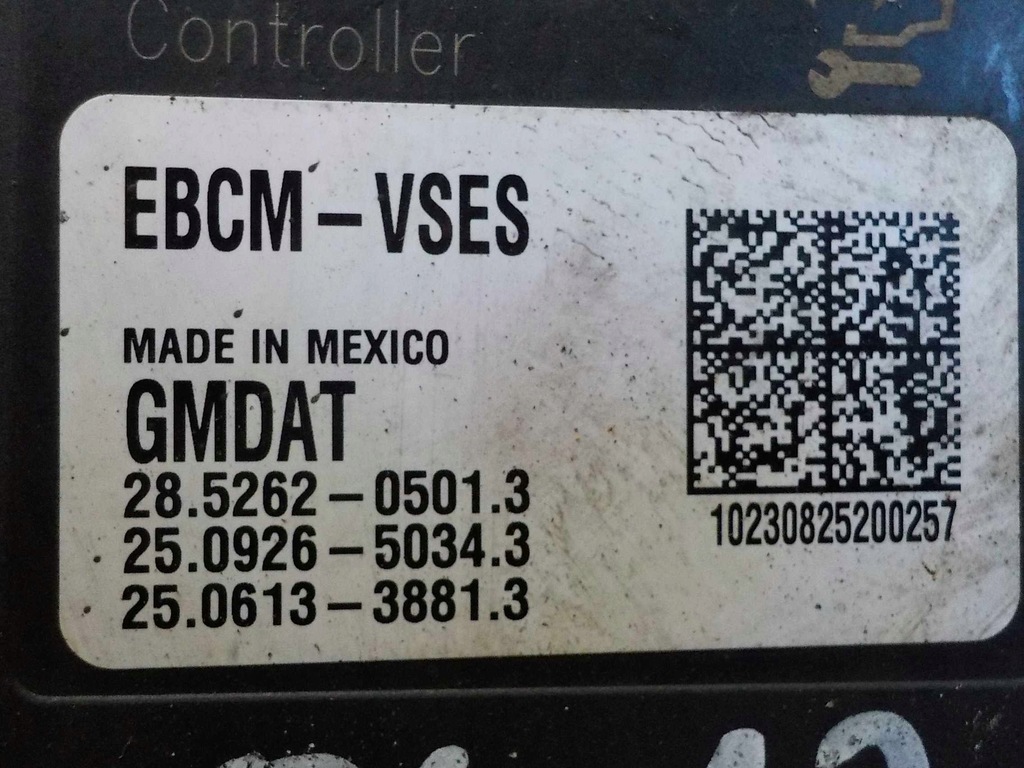 Controller
EBCM – VSES
MADE IN MEXICO
GMDAT
28.5262 – 0501.3
25.0926 – 5034.3
25.0613 – 3881.3
10230825200257